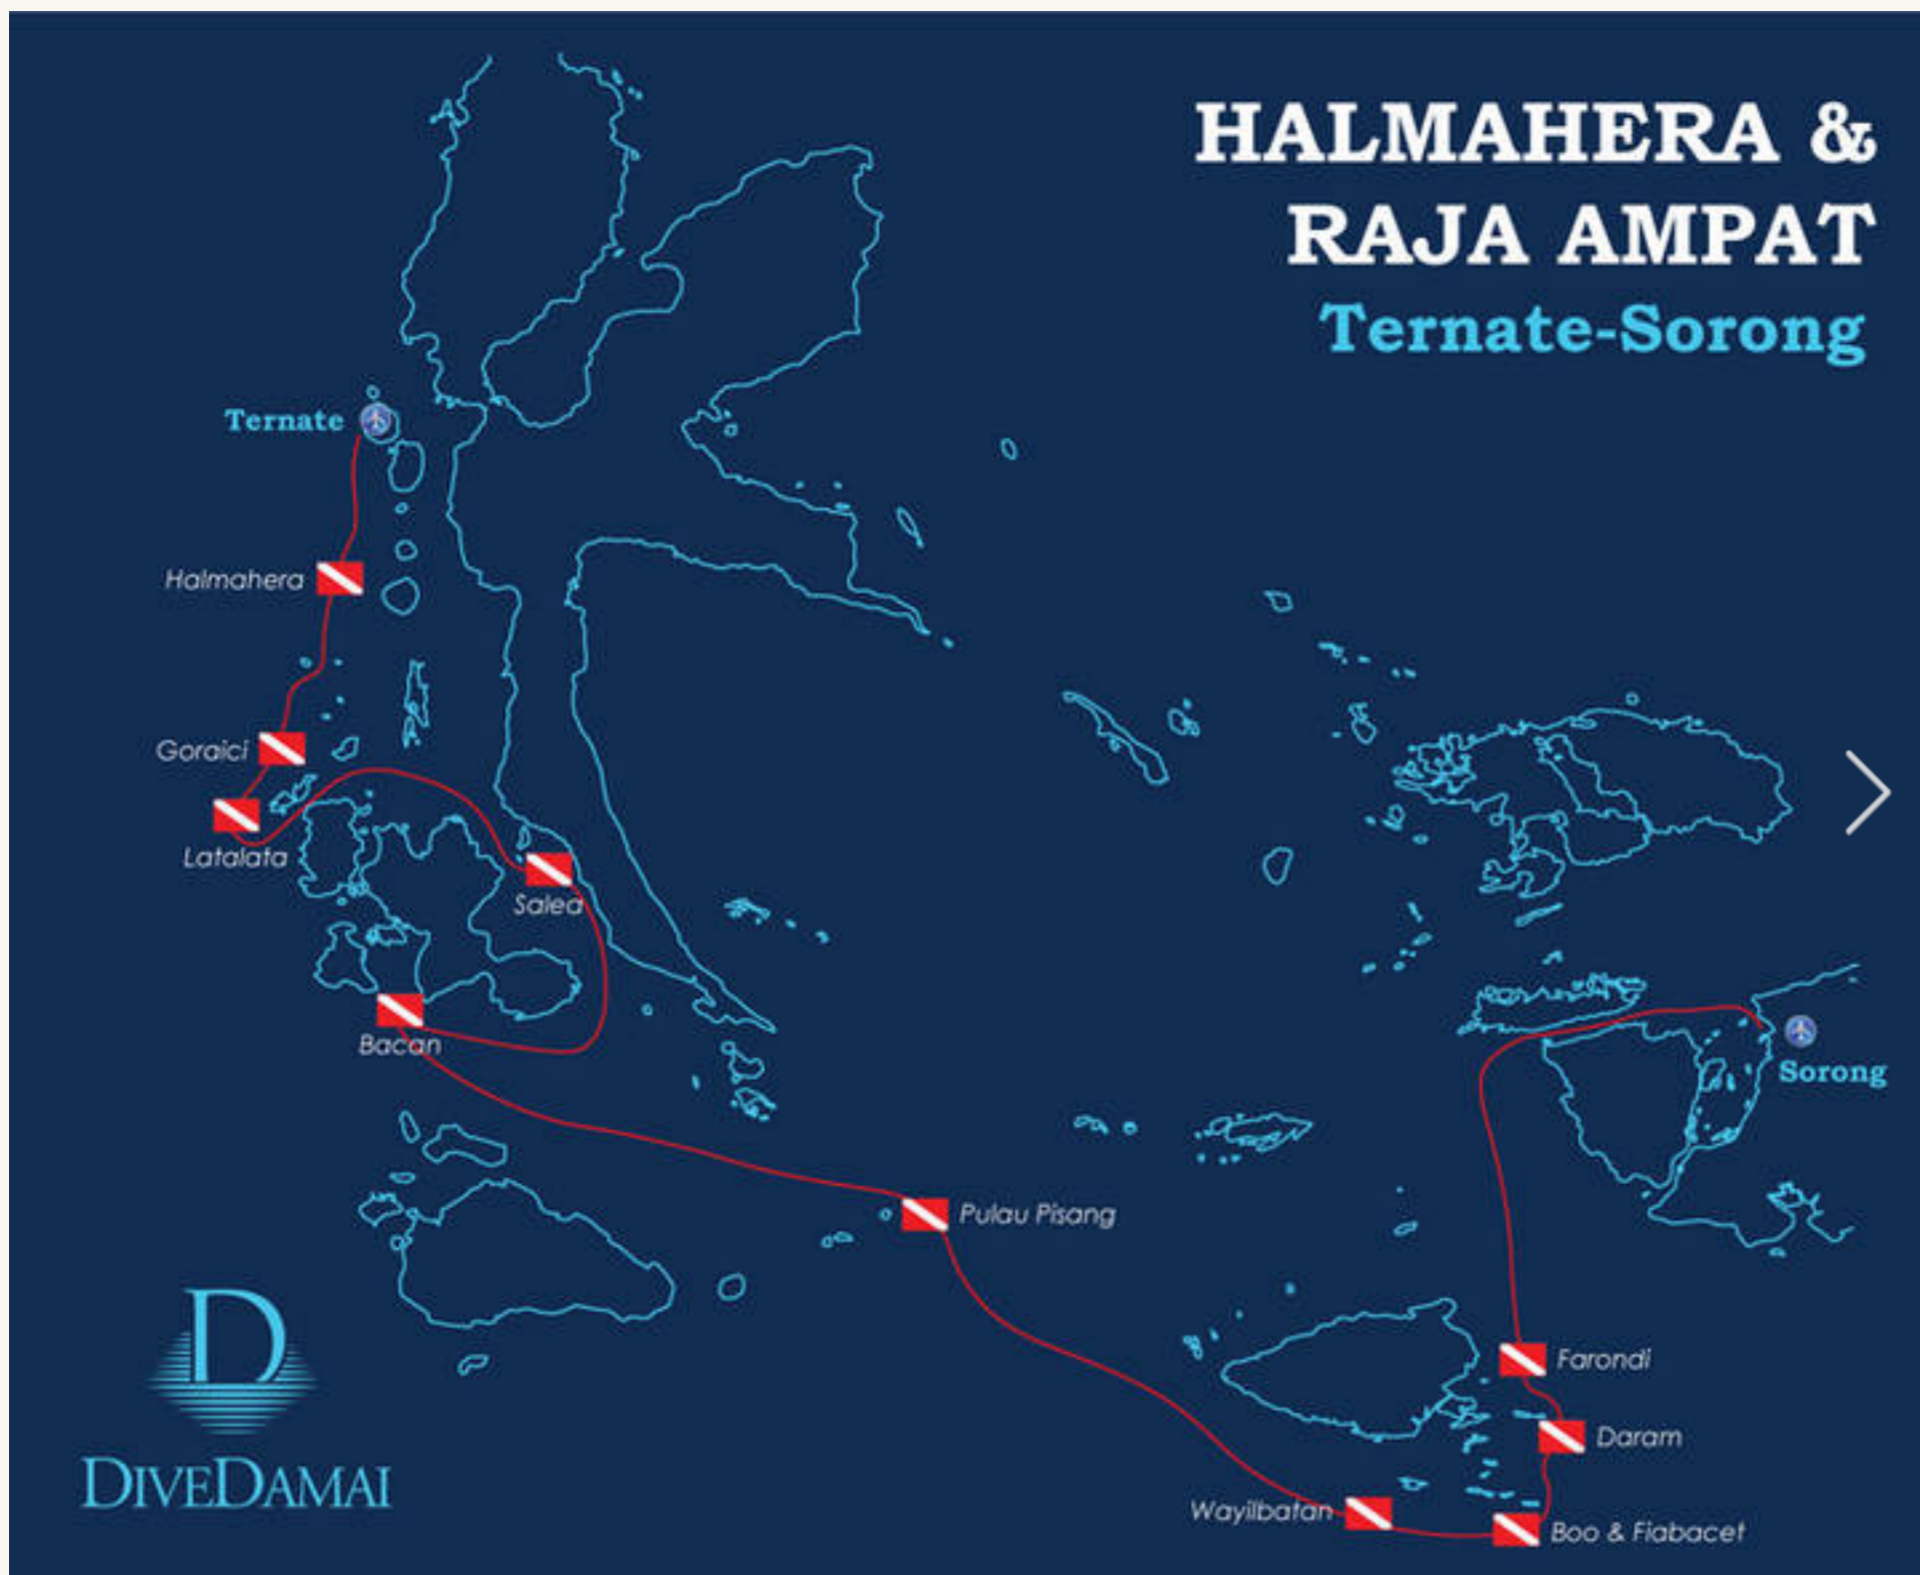 HALMAHERA &
RAJA AMPAT
Ternate-Sorong
Ternate
Halmahera
Goraici
Latalata
Salea
Bacan
Sorong
Pulau Pisang
Farondi
Daram
Wayilbatan
Boo & Fiabacet
D
DIVEDAMAI